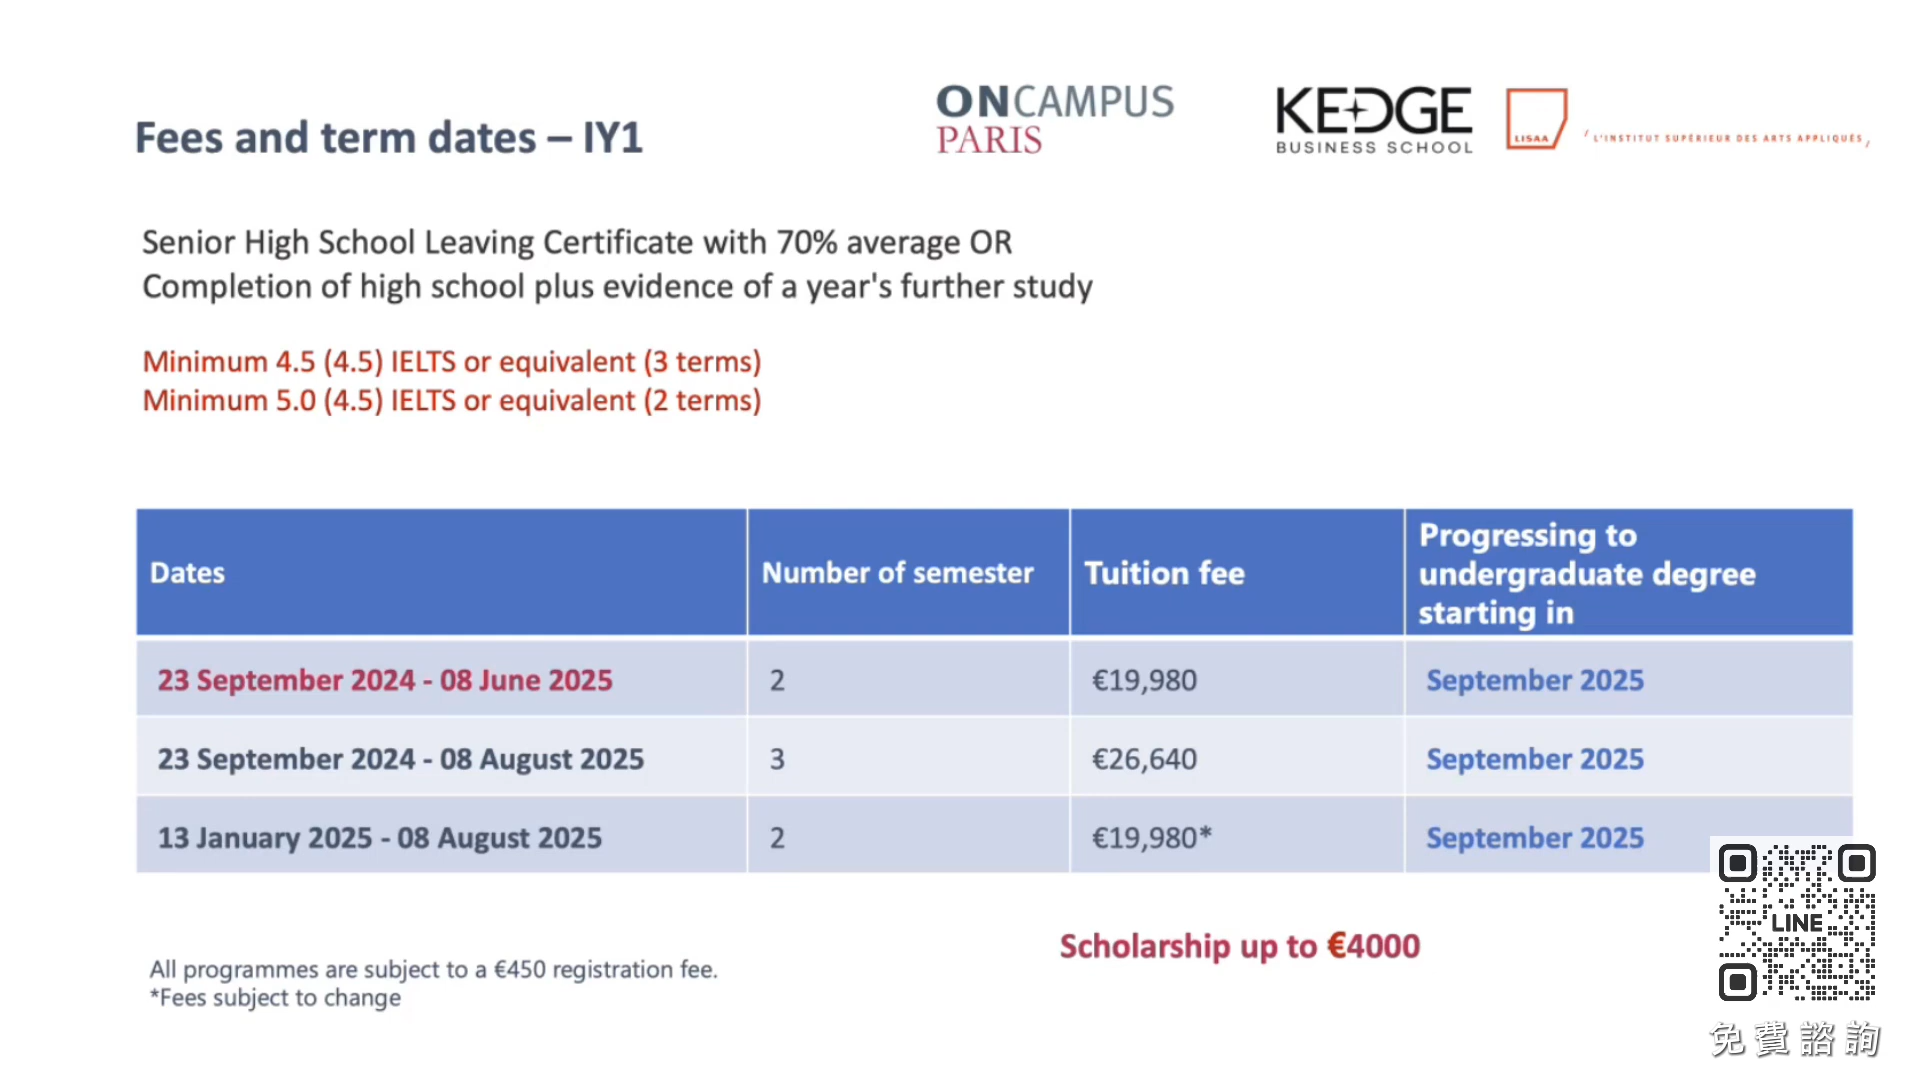 ONCAMPUS
PARIS
KEDGE
BUSINESS SCHOOL
LISAA
/ L'INSTITUT SUPÉRIEUR DES ARTS APPLIQUÉS /
Fees and term dates – IY1
Senior High School Leaving Certificate with 70% average OR
Completion of high school plus evidence of a year's further study
Minimum 4.5 (4.5) IELTS or equivalent (3 terms)
Minimum 5.0 (4.5) IELTS or equivalent (2 terms)
Dates Number of semester Tuition fee Progressing to
undergraduate degree
starting in
23 September 2024 - 08 June 2025 2 €19,980 September 2025
23 September 2024 - 08 August 2025 3 €26,640 September 2025
13 January 2025 - 08 August 2025 2 €19,980* September 2025
Scholarship up to €4000
All programmes are subject to a €450 registration fee.
*Fees subject to change
LINE
免費諮詢